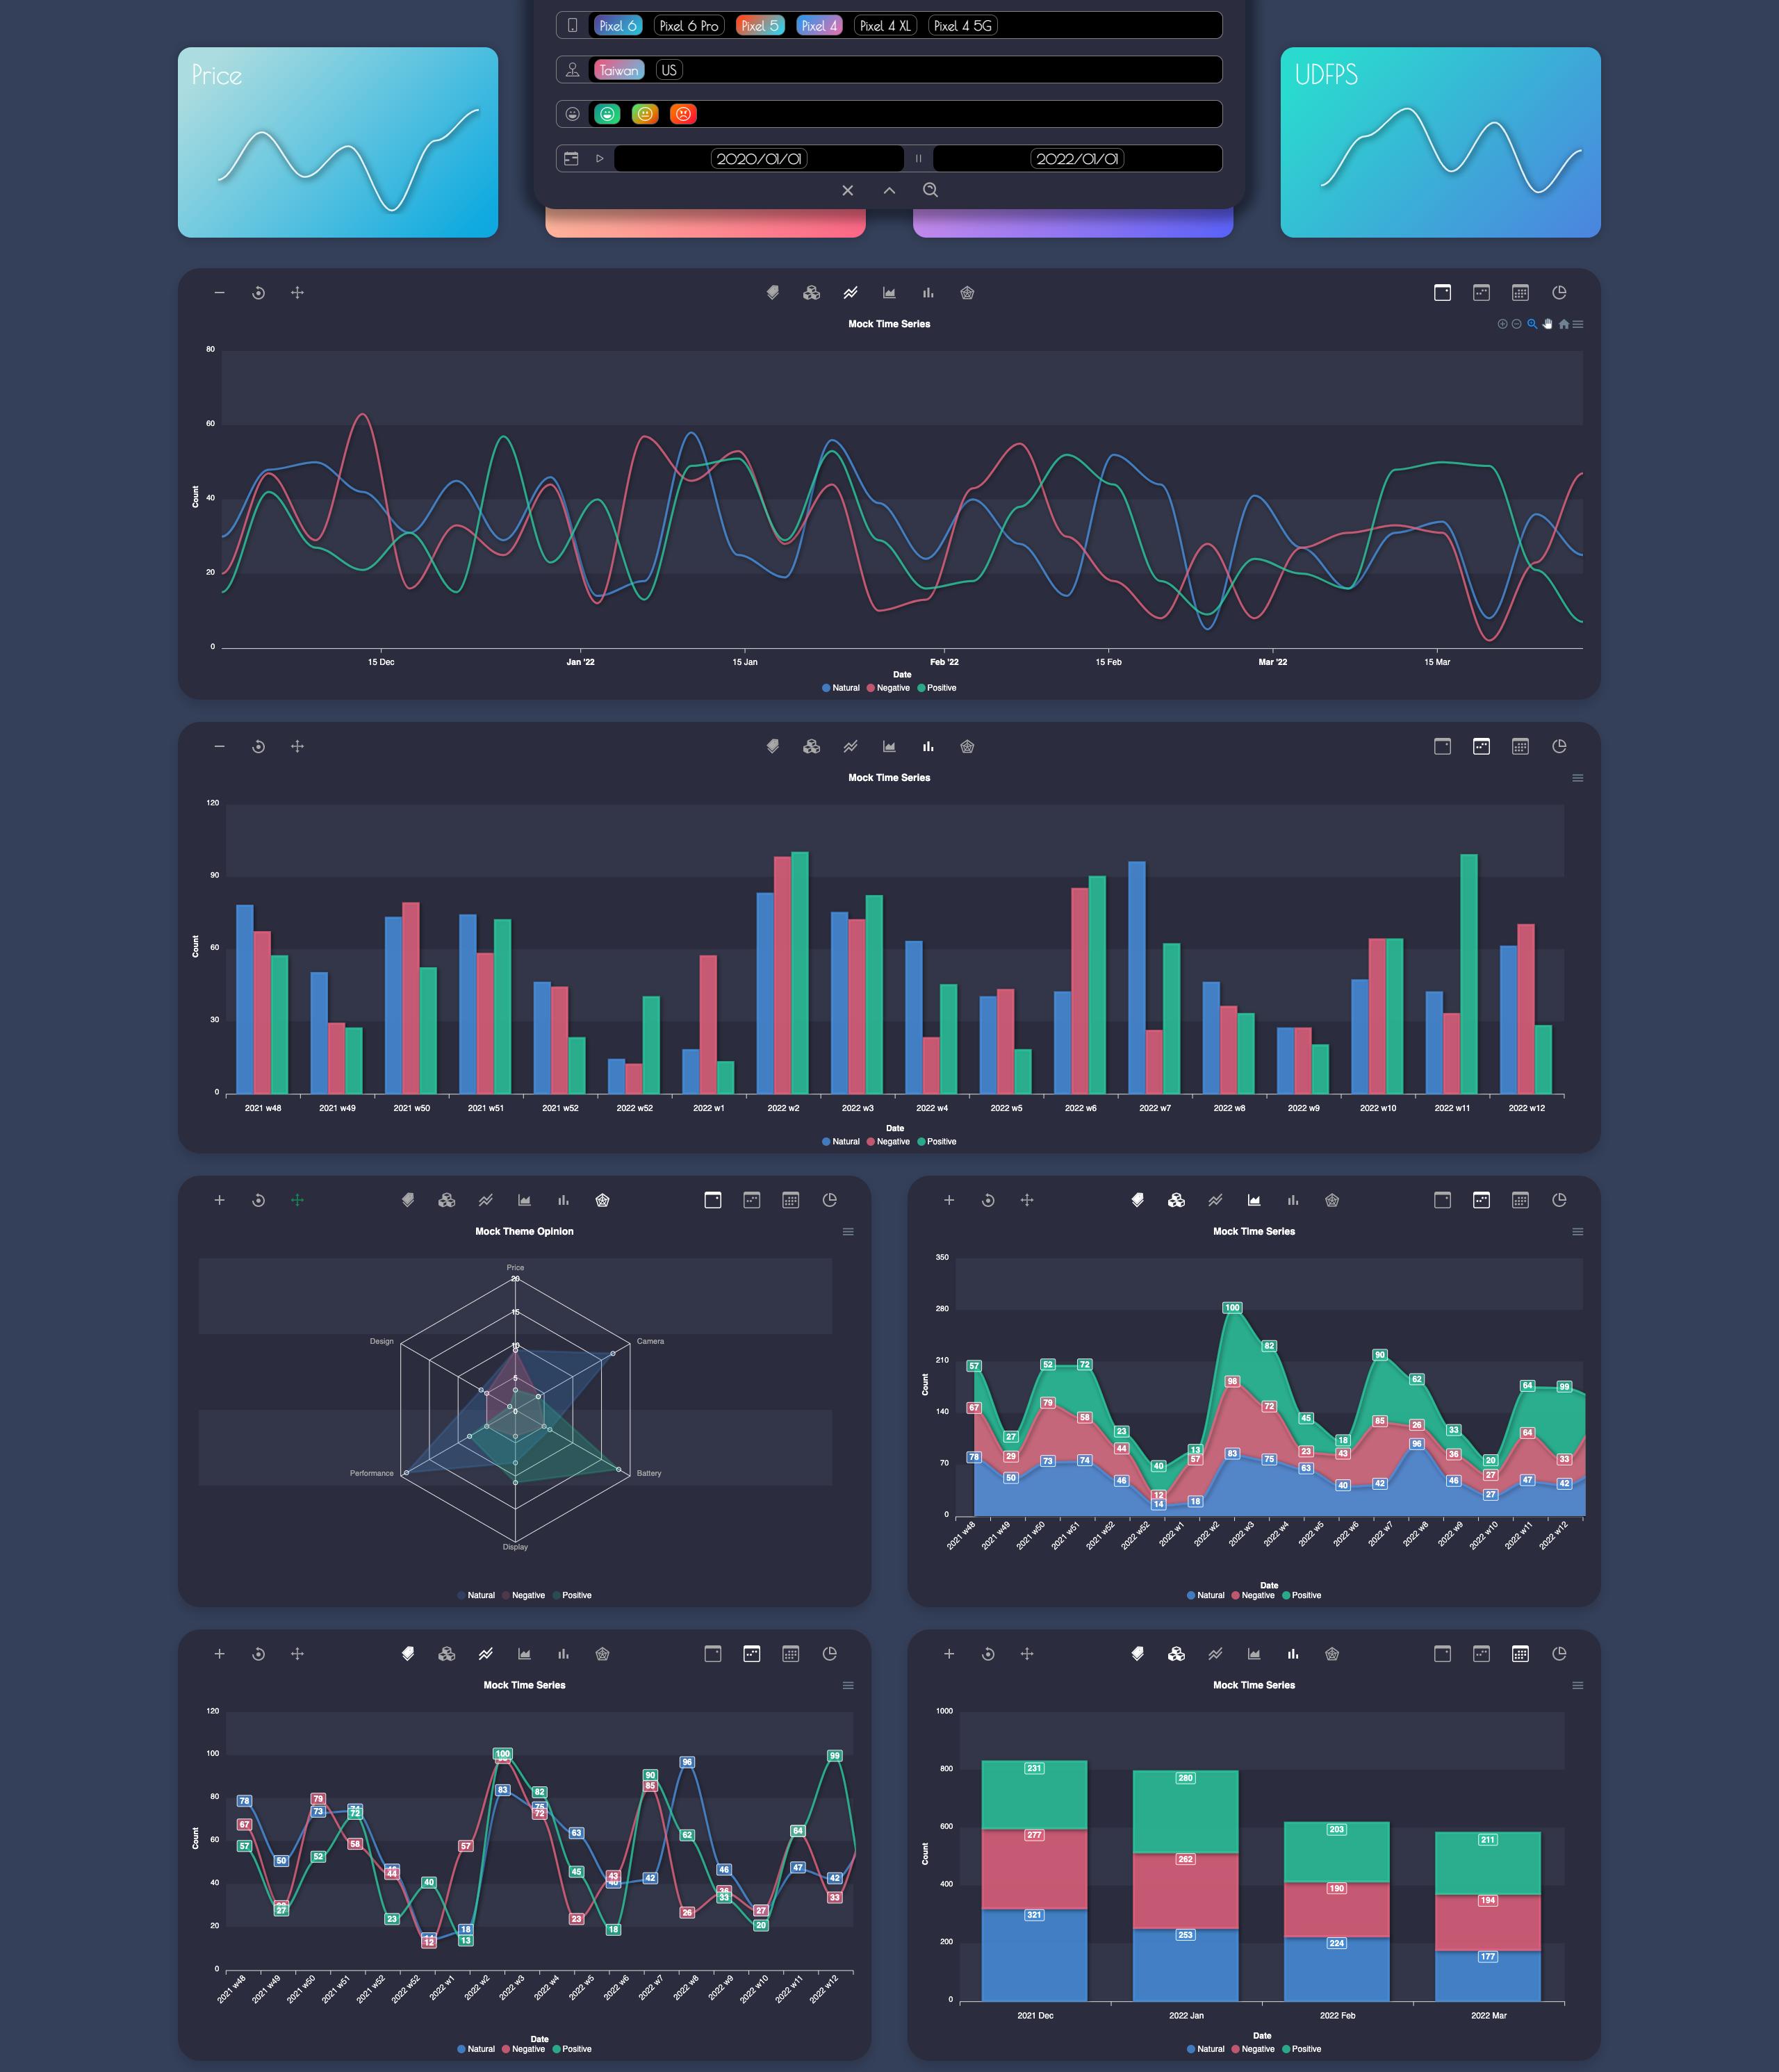 Pixel 6 Pixel 6 Pro Pixel 5 Pixel 4 Pixel 4 XL Pixel 4 5G
Taiwan US
2020/01/01 2022/01/01
Price
UDFPS
Mock Time Series
80
60
40
20
0
Count
15 Dec Jan '22 15 Jan Feb '22 15 Feb Mar '22 15 Mar
Date
Natural Negative Positive
Mock Time Series
120
90
60
30
0
Count
2021 w48 2021 w49 2021 w50 2021 w51 2021 w52 2022 w52 2022 w1 2022 w2 2022 w3 2022 w4 2022 w5 2022 w6 2022 w7 2022 w8 2022 w9 2022 w10 2022 w11 2022 w12
Date
Natural Negative Positive
Mock Theme Opinion
Price
20
15
10
5
0
Design
Camera
Performance
Battery
Display
Natural Negative Positive
Mock Time Series
350
280
210
140
70
0
Count
57 27 52 72 23 40 13 100 82 45 18 90 62 33 20 64 99
67 29 79 58 44 12 57 98 72 23 43 85 26 36 27 64 33
78 50 73 74 46 14 18 83 75 63 40 42 96 46 27 47 42
2021 w48 2021 w49 2021 w50 2021 w51 2021 w52 2022 w52 2022 w1 2022 w2 2022 w3 2022 w4 2022 w5 2022 w6 2022 w7 2022 w8 2022 w9 2022 w10 2022 w11 2022 w12
Date
Natural Negative Positive
Mock Time Series
120
100
80
60
40
20
0
Count
78 50 73 18 83 75 63 42 96 46 47 42
67 79 58 44 12 57 72 23 43 85 26 27 33
57 27 52 72 23 40 13 100 82 45 18 90 62 33 20 64 99
2021 w48 2021 w49 2021 w50 2021 w51 2021 w52 2022 w52 2022 w1 2022 w2 2022 w3 2022 w4 2022 w5 2022 w6 2022 w7 2022 w8 2022 w9 2022 w10 2022 w11 2022 w12
Date
Natural Negative Positive
Mock Time Series
1000
800
600
400
200
0
Count
231 280 203 211
277 262 190 194
321 253 224 177
2021 Dec 2022 Jan 2022 Feb 2022 Mar
Date
Natural Negative Positive